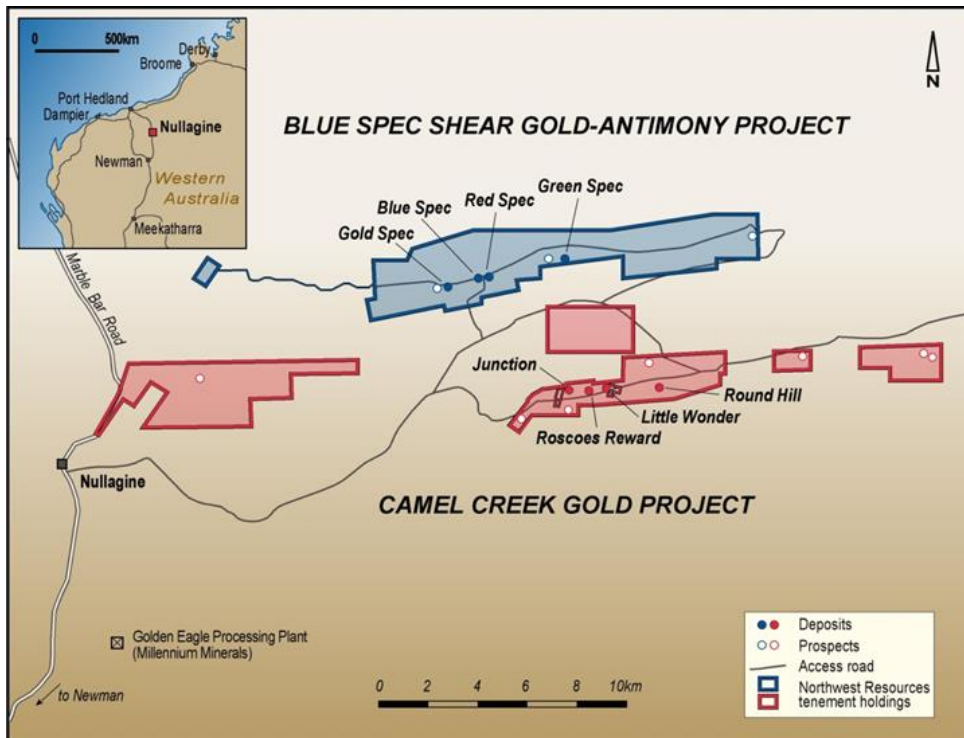 0 500km
Derby
Broome
Port Hedland
Dampier
Nullagine
Newman
Western
Australia
Meekatharra
N
BLUE SPEC SHEAR GOLD-ANTIMONY PROJECT
Green Spec
Red Spec
Blue Spec
Gold Spec
Marble Bar Road
Junction
Round Hill
Little Wonder
Roscoes Reward
Nullagine
CAMEL CREEK GOLD PROJECT
Golden Eagle Processing Plant
(Millennium Minerals)
to Newman
0 2 4 6 8 10km
Deposits
Prospects
Access road
Northwest Resources
tenement holdings